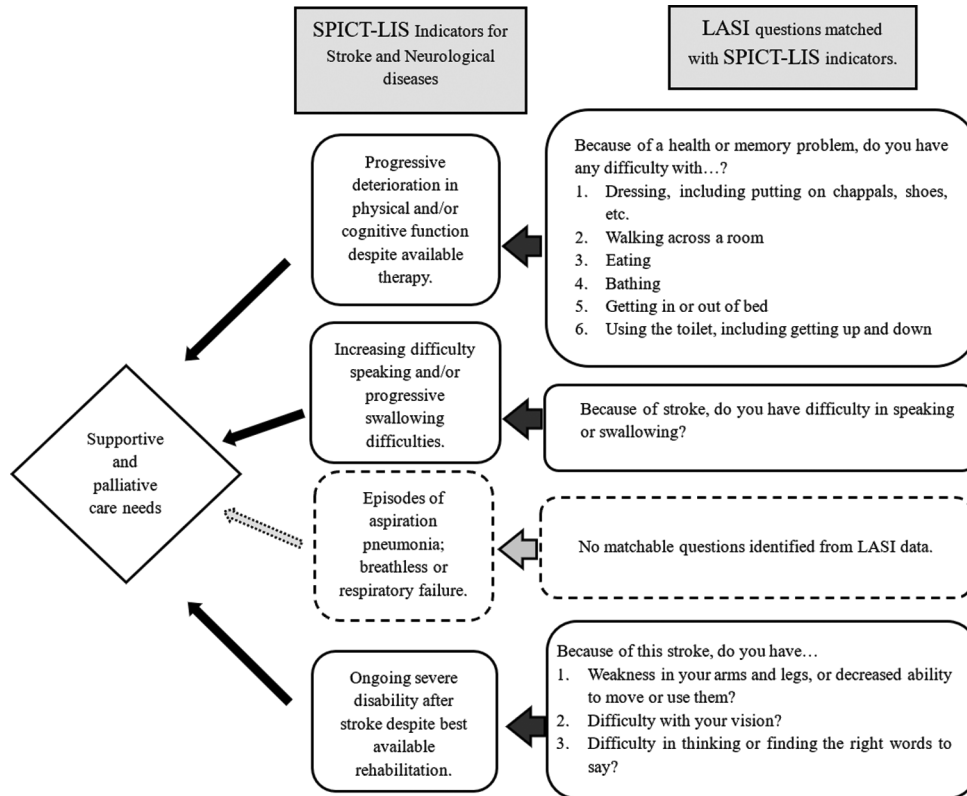 SPICT-LIS Indicators for
Stroke and Neurological
diseases
LASI questions matched
with SPICT-LIS indicators.
Progressive
deterioration in
physical and/or
cognitive function
despite available
therapy.
Because of a health or memory problem, do you have
any difficulty with…?
1. Dressing, including putting on chappals, shoes,
etc.
2. Walking across a room
3. Eating
4. Bathing
5. Getting in or out of bed
6. Using the toilet, including getting up and down
Increasing difficulty
speaking and/or
progressive
swallowing
difficulties.
Because of stroke, do you have difficulty in speaking
or swallowing?
Supportive
and
palliative
care needs
Episodes of
aspiration
pneumonia;
breathless or
respiratory failure.
No matchable questions identified from LASI data.
Ongoing severe
disability after
stroke despite best
available
rehabilitation.
Because of this stroke, do you have…
1. Weakness in your arms and legs, or decreased ability
to move or use them?
2. Difficulty with your vision?
3. Difficulty in thinking or finding the right words to
say?